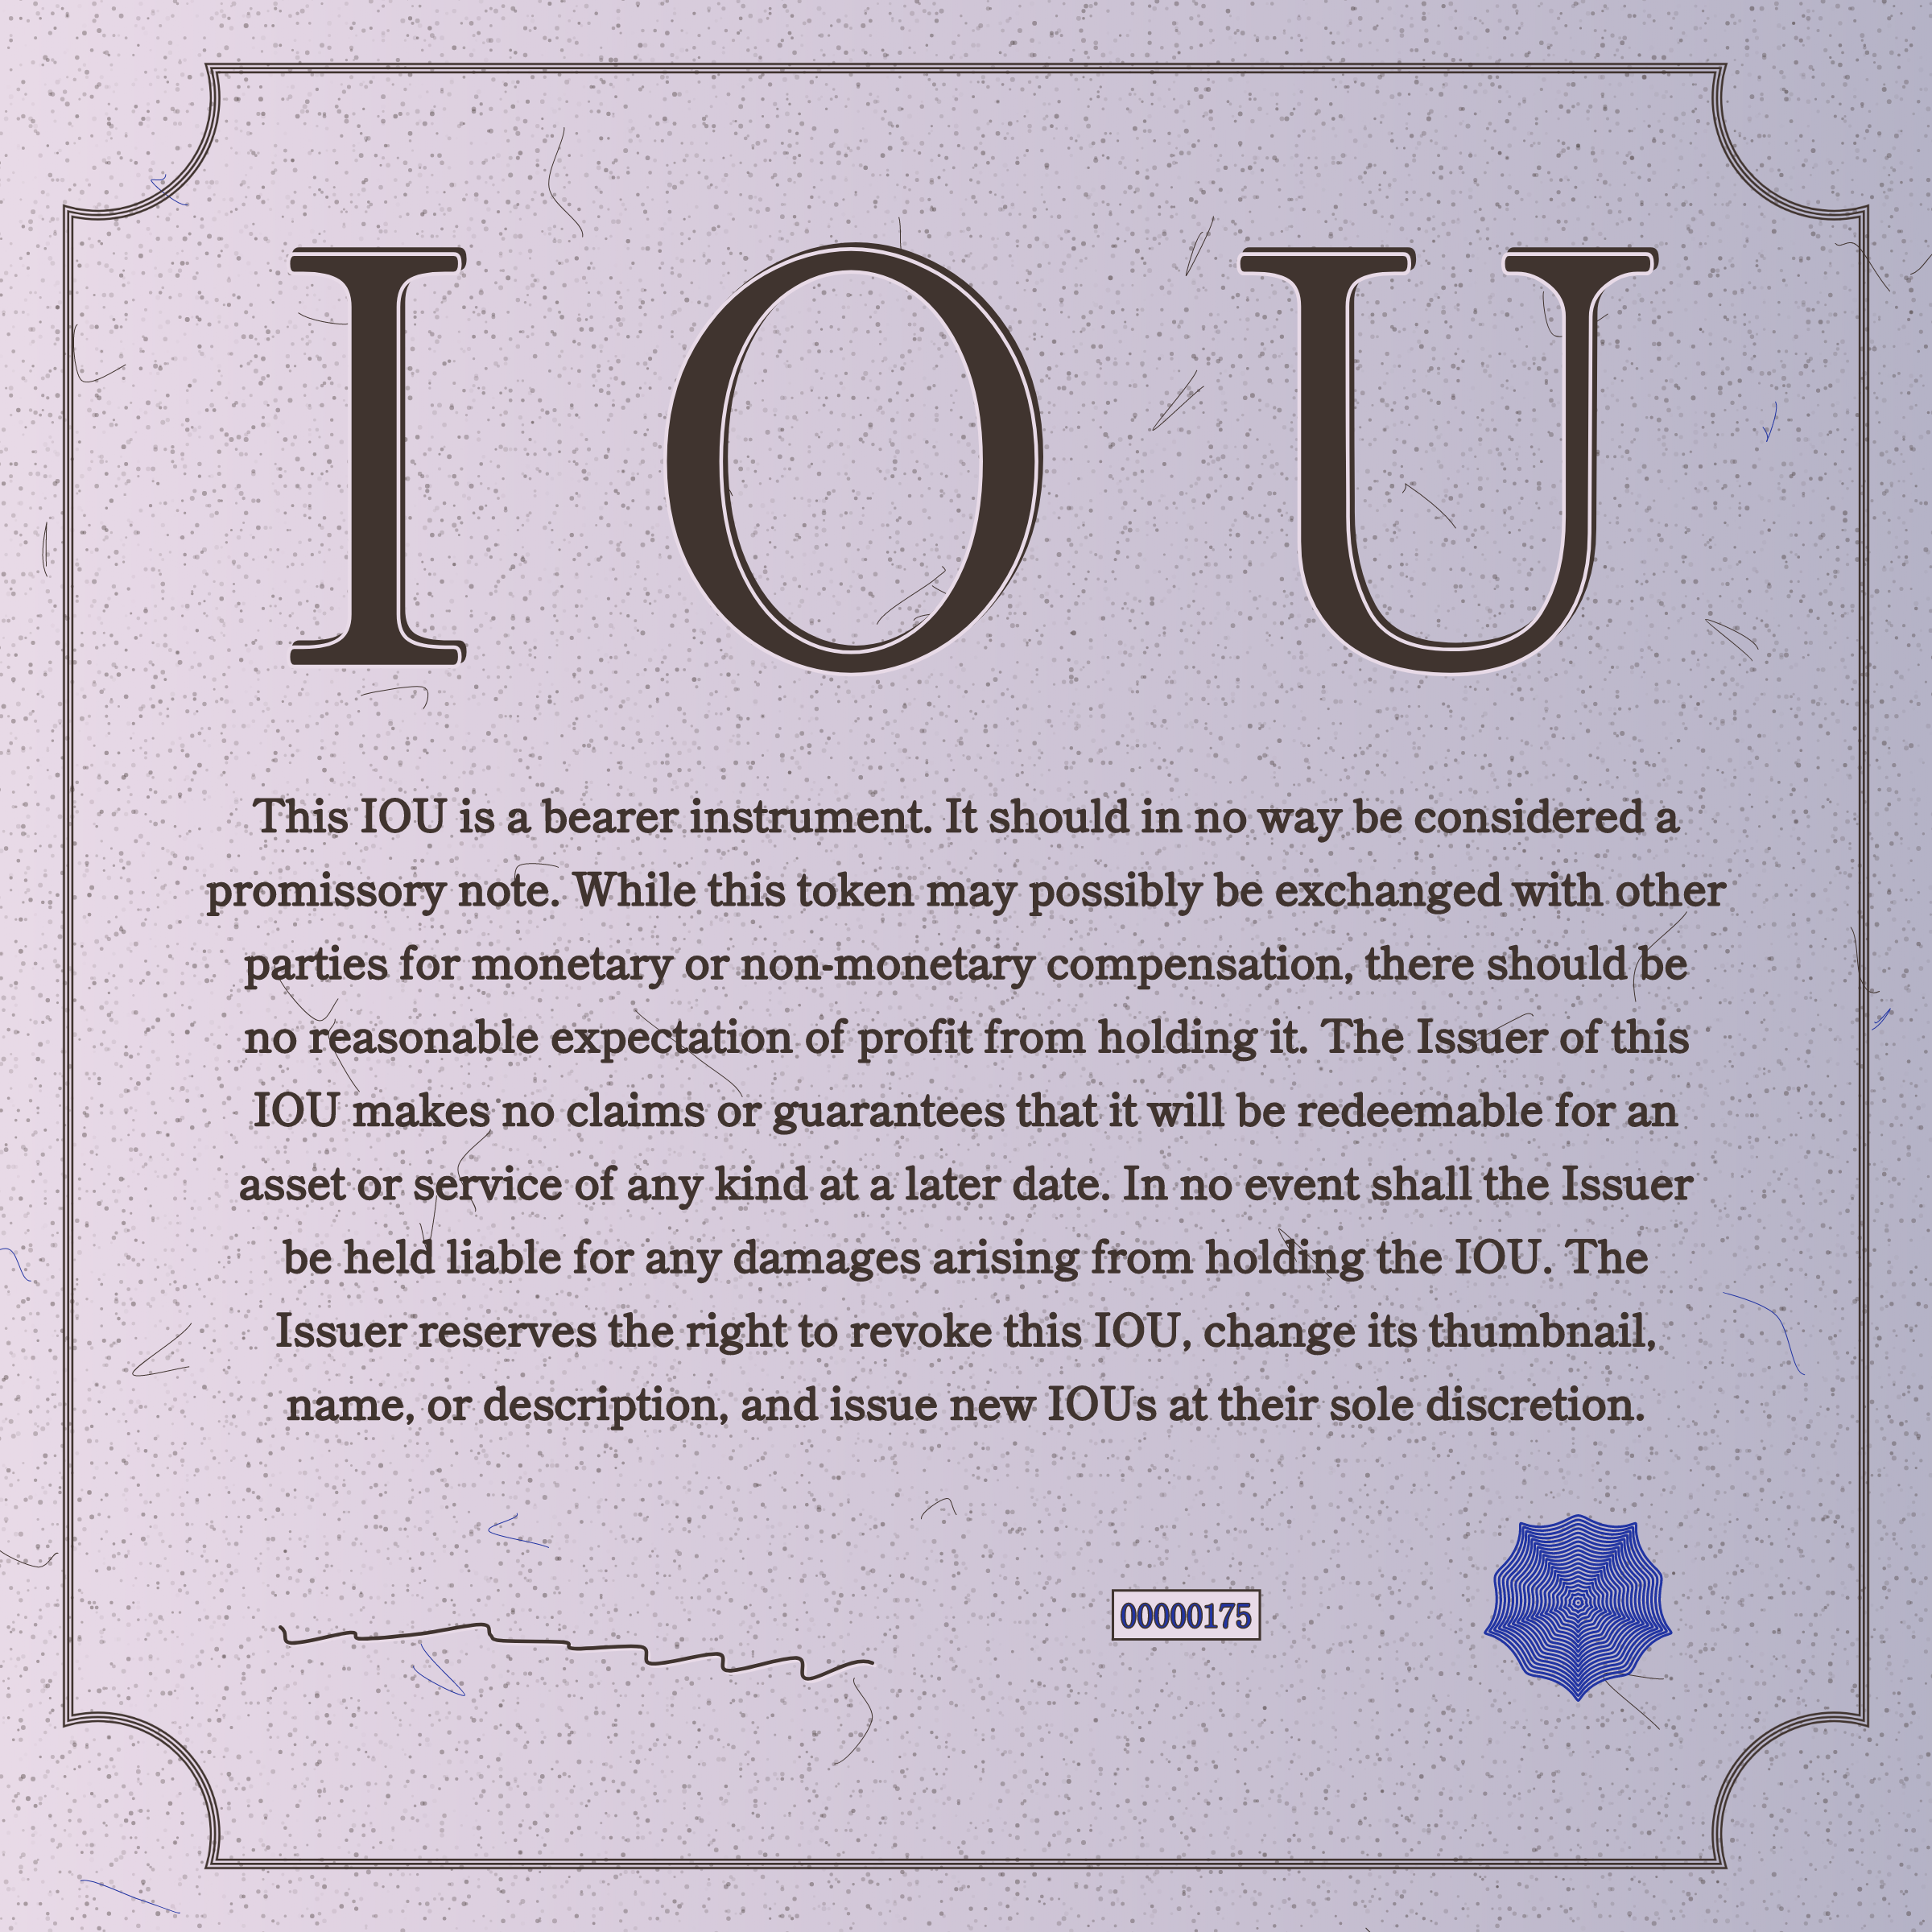 I O U
This IOU is a bearer instrument. It should in no way be considered a
promissory note. While this token may possibly be exchanged with other
parties for monetary or non-monetary compensation, there should be
no reasonable expectation of profit from holding it. The Issuer of this
IOU makes no claims or guarantees that it will be redeemable for an
asset or service of any kind at a later date. In no event shall the Issuer
be held liable for any damages arising from holding the IOU. The
Issuer reserves the right to revoke this IOU, change its thumbnail,
name, or description, and issue new IOUs at their sole discretion.
00000175